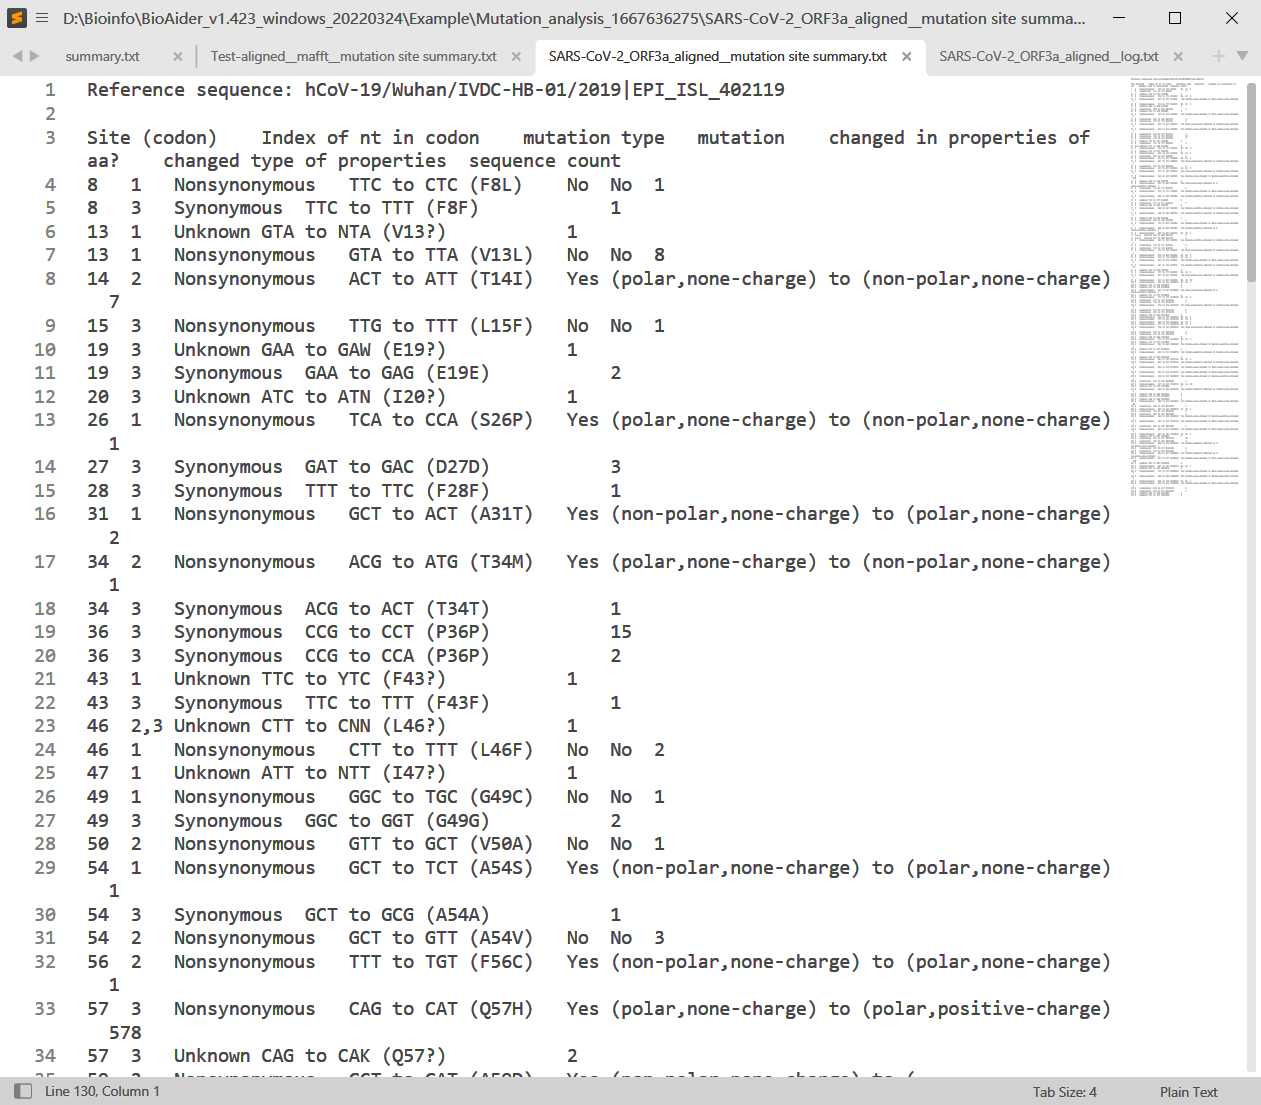 D:\Bioinfo\BioAider_v1.423_windows_20220324\Example\Mutation_analysis_1667636275\SARS-CoV-2_ORF3a_aligned__mutation site summa...
summary.txt Test-aligned__mafft__mutation site summary.txt SARS-CoV-2_ORF3a_aligned__mutation site summary.txt SARS-CoV-2_ORF3a_aligned__log.txt
1 Reference sequence: hCoV-19/Wuhan/IVDC-HB-01/2019|EPI_ISL_402119
2
3 Site (codon) Index of nt in codon mutation type mutation changed in properties of
aa? changed type of properties sequence count
4 8 1 Nonsynonymous TTC to CTC (F8L) No No 1
5 8 3 Synonymous TTC to TTT (F8F) 1
6 13 1 Unknown GTA to NTA (V13?) 1
7 13 1 Nonsynonymous GTA to TTA (V13L) No No 8
8 14 2 Nonsynonymous ACT to ATT (T14I) Yes (polar,none-charge) to (non-polar,none-charge)
7
9 15 3 Nonsynonymous TTG to TTT (L15F) No No 1
10 19 3 Unknown GAA to GAW (E19?) 1
11 19 3 Synonymous GAA to GAG (E19E) 2
12 20 3 Unknown ATC to ATN (I20?) 1
13 26 1 Nonsynonymous TCA to CCA (S26P) Yes (polar,none-charge) to (non-polar,none-charge)
1
14 27 3 Synonymous GAT to GAC (D27D) 3
15 28 3 Synonymous TTT to TTC (F28F) 1
16 31 1 Nonsynonymous GCT to ACT (A31T) Yes (non-polar,none-charge) to (polar,none-charge)
2
17 34 2 Nonsynonymous ACG to ATG (T34M) Yes (polar,none-charge) to (non-polar,none-charge)
1
18 34 3 Synonymous ACG to ACT (T34T) 1
19 36 3 Synonymous CCG to CCT (P36P) 15
20 36 3 Synonymous CCG to CCA (P36P) 2
21 43 1 Unknown TTC to YTC (F43?) 1
22 43 3 Synonymous TTC to TTT (F43F) 1
23 46 2,3 Unknown CTT to CNN (L46?) 1
24 46 1 Nonsynonymous CTT to TTT (L46F) No No 2
25 47 1 Unknown ATT to NTT (I47?) 1
26 49 1 Nonsynonymous GGC to TGC (G49C) No No 1
27 49 3 Synonymous GGC to GGT (G49G) 2
28 50 2 Nonsynonymous GTT to GCT (V50A) No No 1
29 54 1 Nonsynonymous GCT to TCT (A54S) Yes (non-polar,none-charge) to (polar,none-charge)
1
30 54 3 Synonymous GCT to GCG (A54A) 1
31 54 2 Nonsynonymous GCT to GTT (A54V) No No 3
32 56 2 Nonsynonymous TTT to TGT (F56C) Yes (non-polar,none-charge) to (polar,none-charge)
1
33 57 3 Nonsynonymous CAG to CAT (Q57H) Yes (polar,none-charge) to (polar,positive-charge)
578
34 57 3 Unknown CAG to CAK (Q57?) 2
Line 130, Column 1 Tab Size: 4 Plain Text